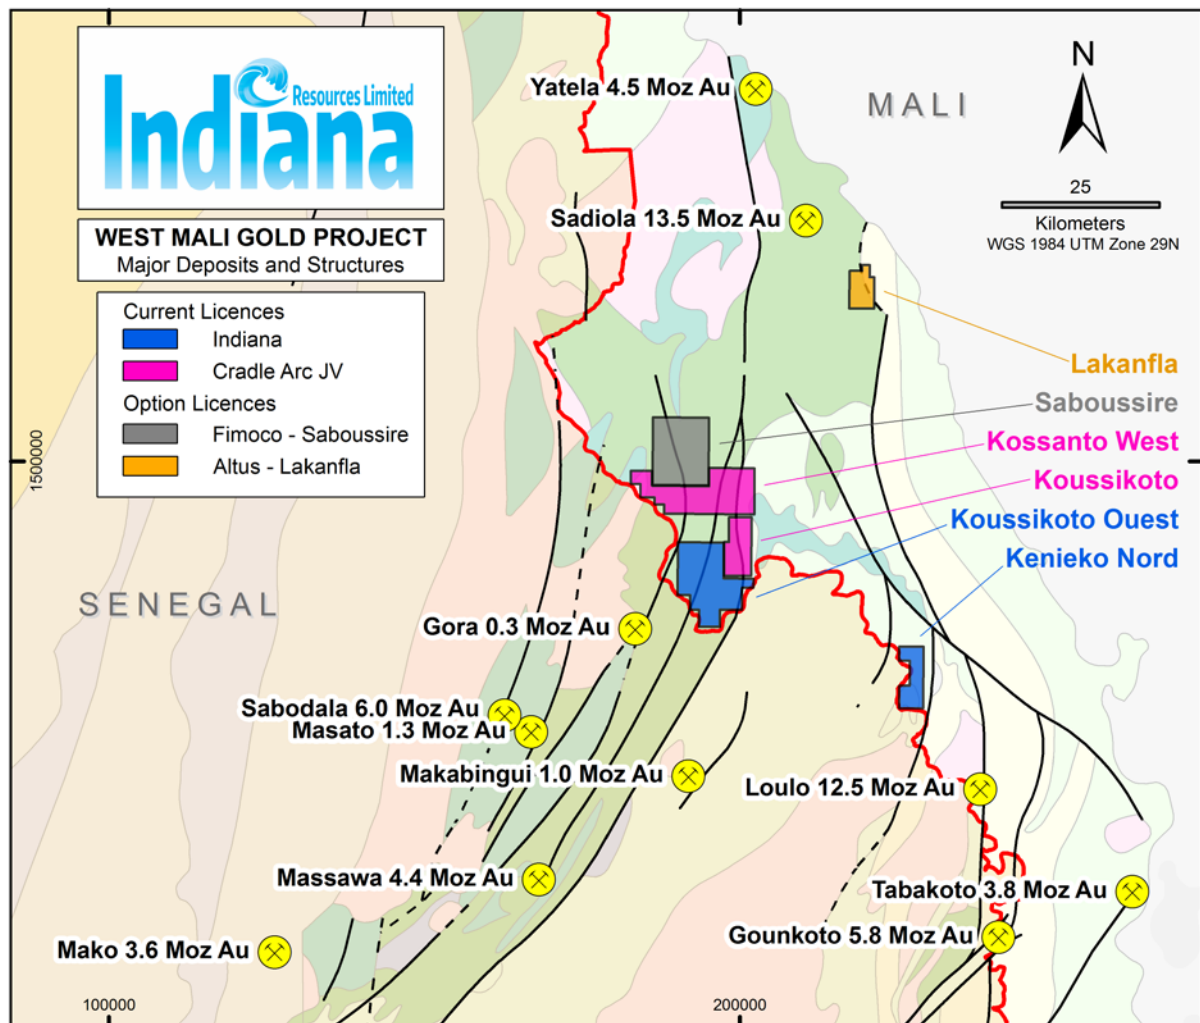 Indiana
Resources Limited
WEST MALI GOLD PROJECT
Major Deposits and Structures
Current Licences
Indiana
Cradle Arc JV
Option Licences
Fimoco - Saboussire
Altus - Lakanfla
Yatela 4.5 Moz Au
MALI
N
25
Kilometers
WGS 1984 UTM Zone 29N
Sadiola 13.5 Moz Au
Lakanfla
Saboussire
Kossanto West
Koussikoto
Koussikoto Ouest
Kenieko Nord
1500000
SENEGAL
Gora 0.3 Moz Au
Sabodala 6.0 Moz Au
Masato 1.3 Moz Au
Makabingui 1.0 Moz Au
Loulo 12.5 Moz Au
Massawa 4.4 Moz Au
Tabakoto 3.8 Moz Au
Gounkoto 5.8 Moz Au
Mako 3.6 Moz Au
100000
200000